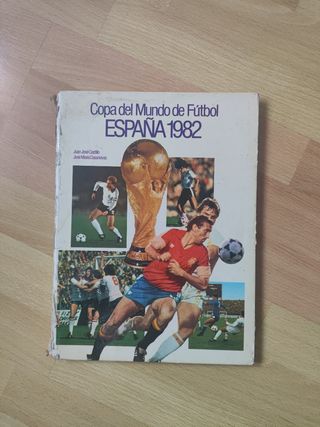 Copa del Mundo de Fútbol
ESPAÑA 1982
Juan José Castillo
José María Casanovas